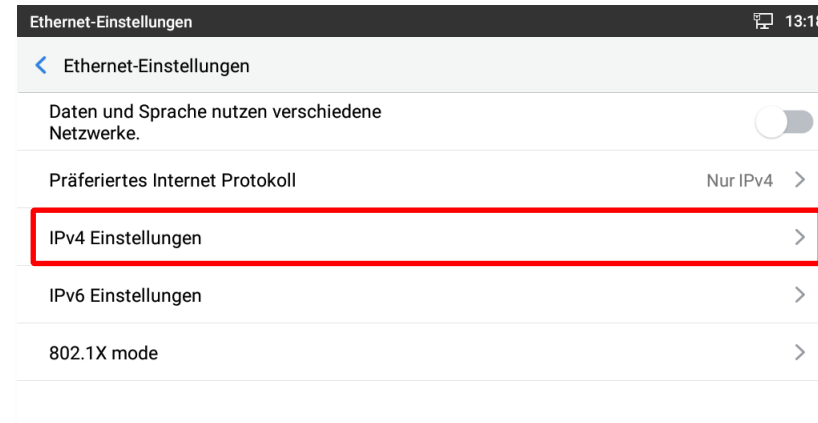 Ethernet-Einstellungen 13:18
Ethernet-Einstellungen
Daten und Sprache nutzen verschiedene
Netzwerke.
Präferiertes Internet Protokoll Nur IPv4
IPv4 Einstellungen
IPv6 Einstellungen
802.1X mode